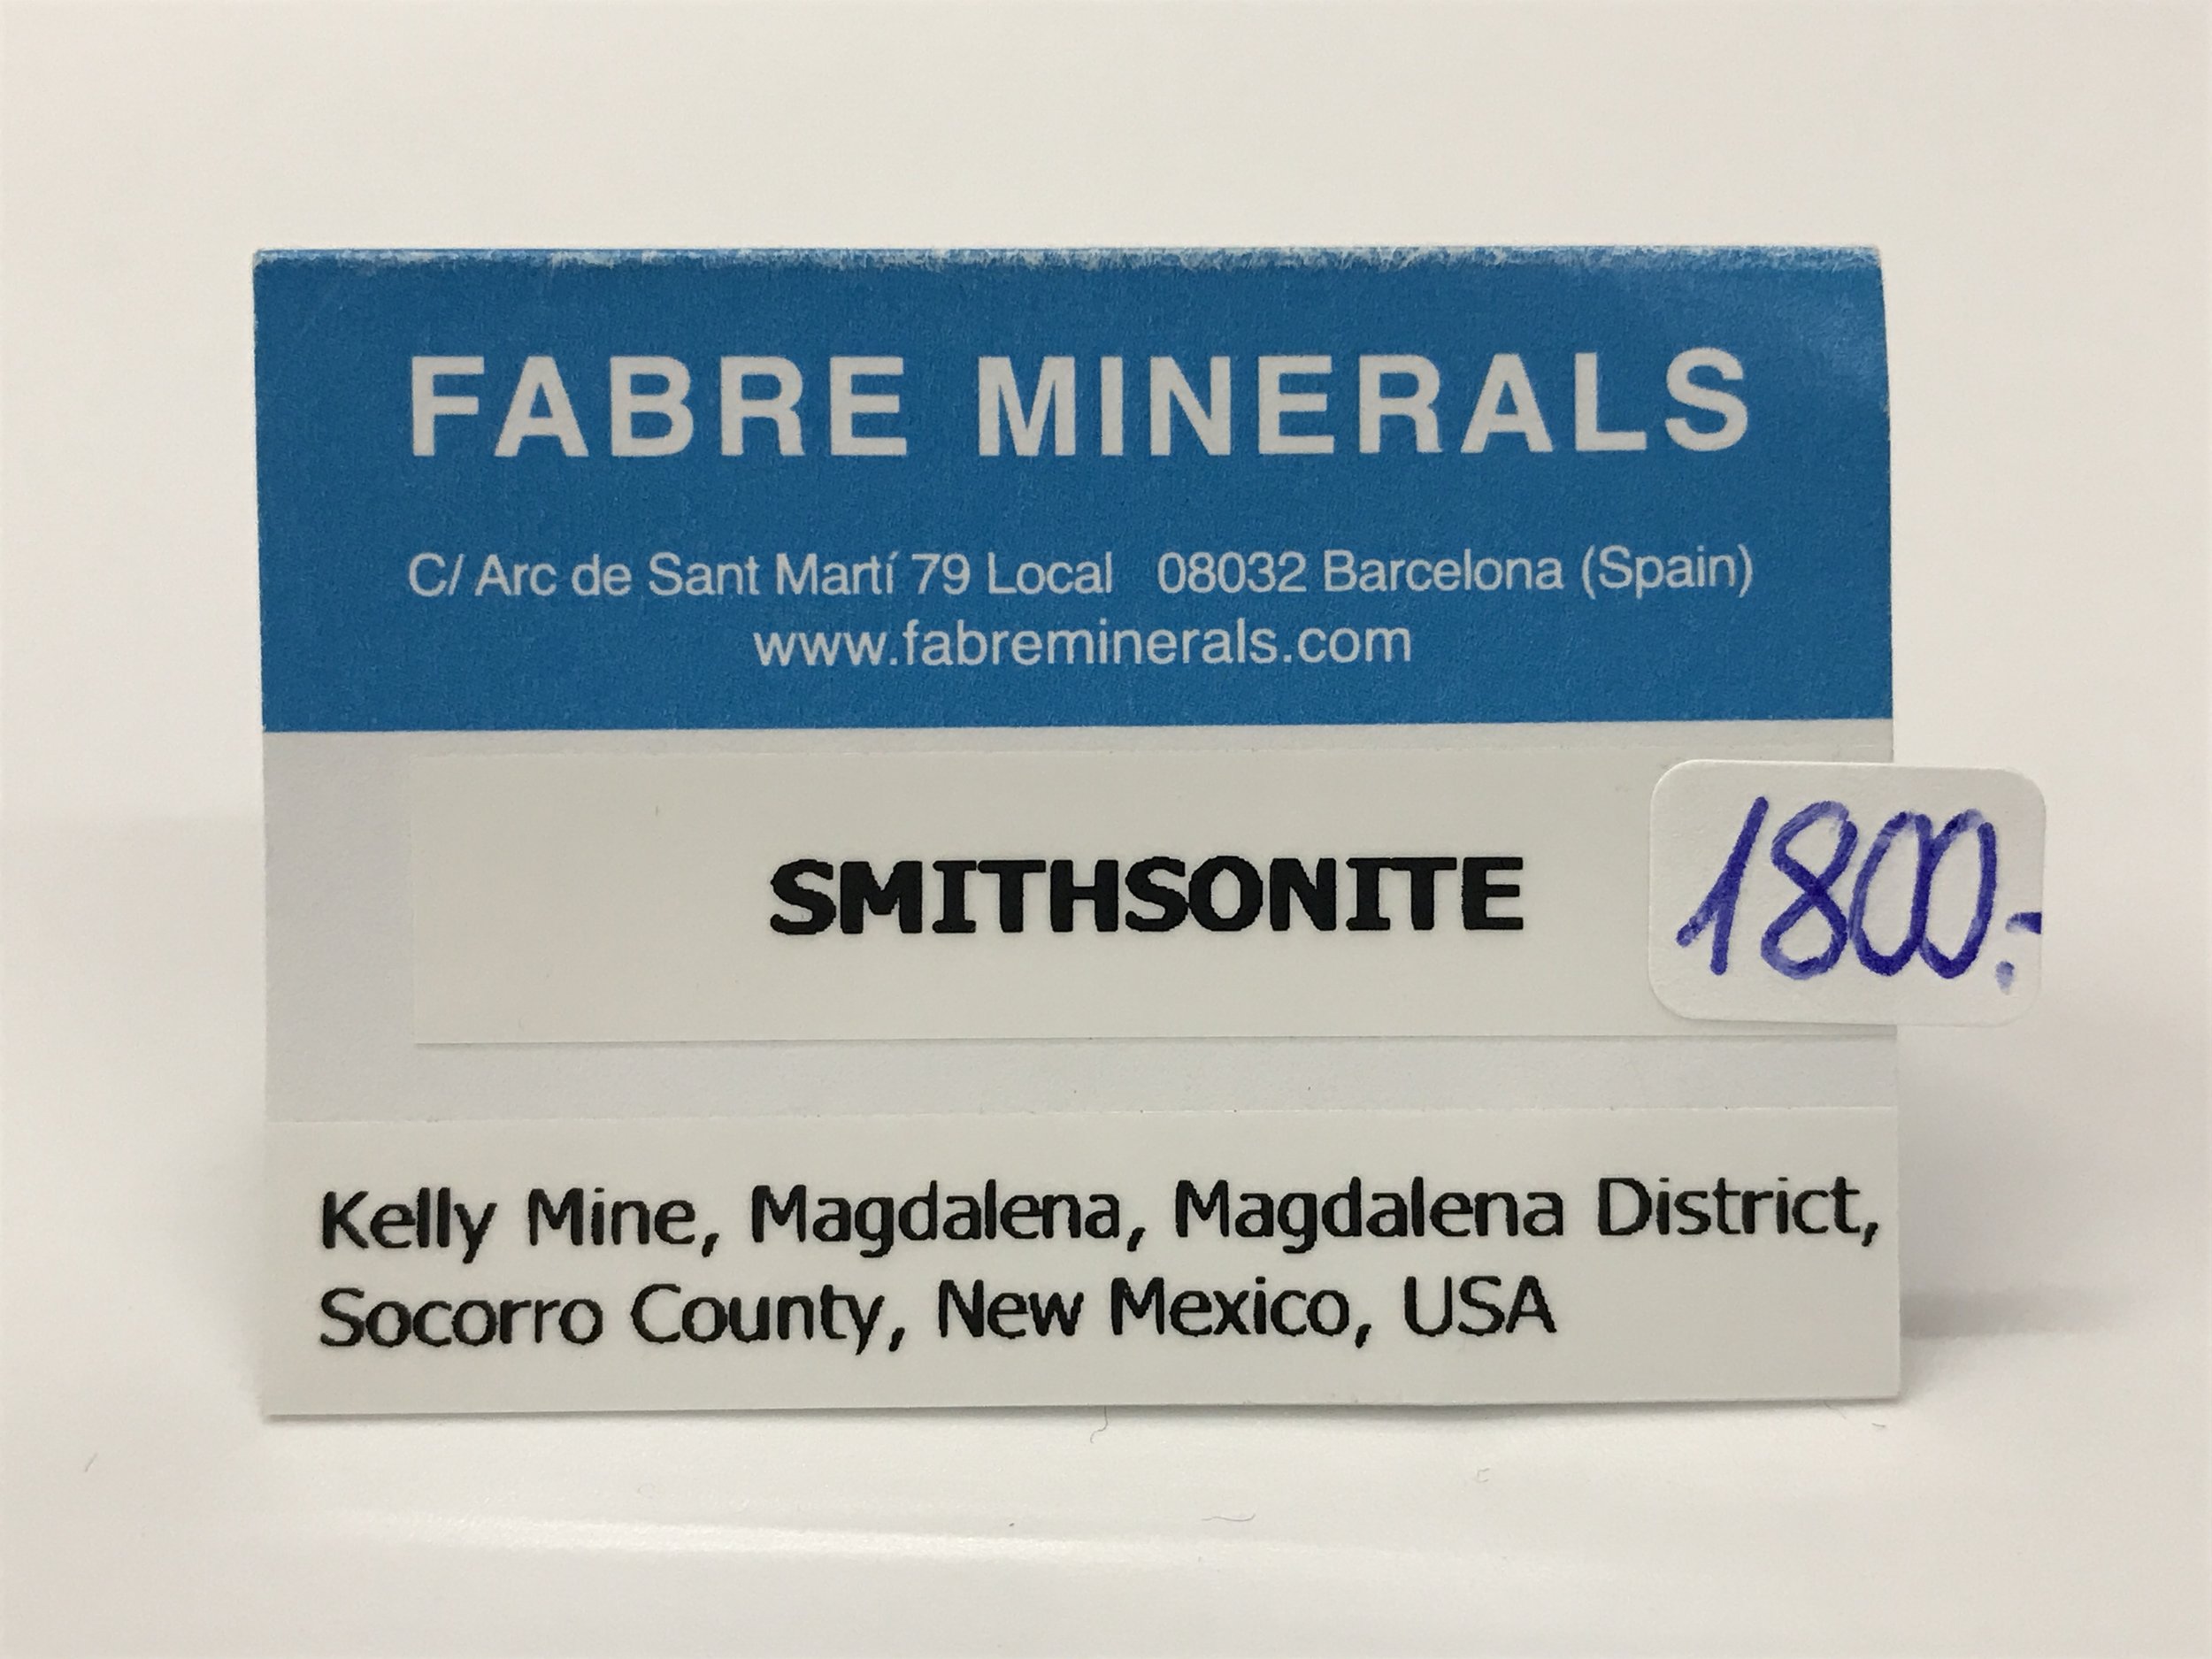 FABRE MINERALS
C/ Arc de Sant Martí 79 Local 08032 Barcelona (Spain)
www.fabreminerals.com
SMITHSONITE
1800.-
Kelly Mine, Magdalena, Magdalena District,
Socorro County, New Mexico, USA